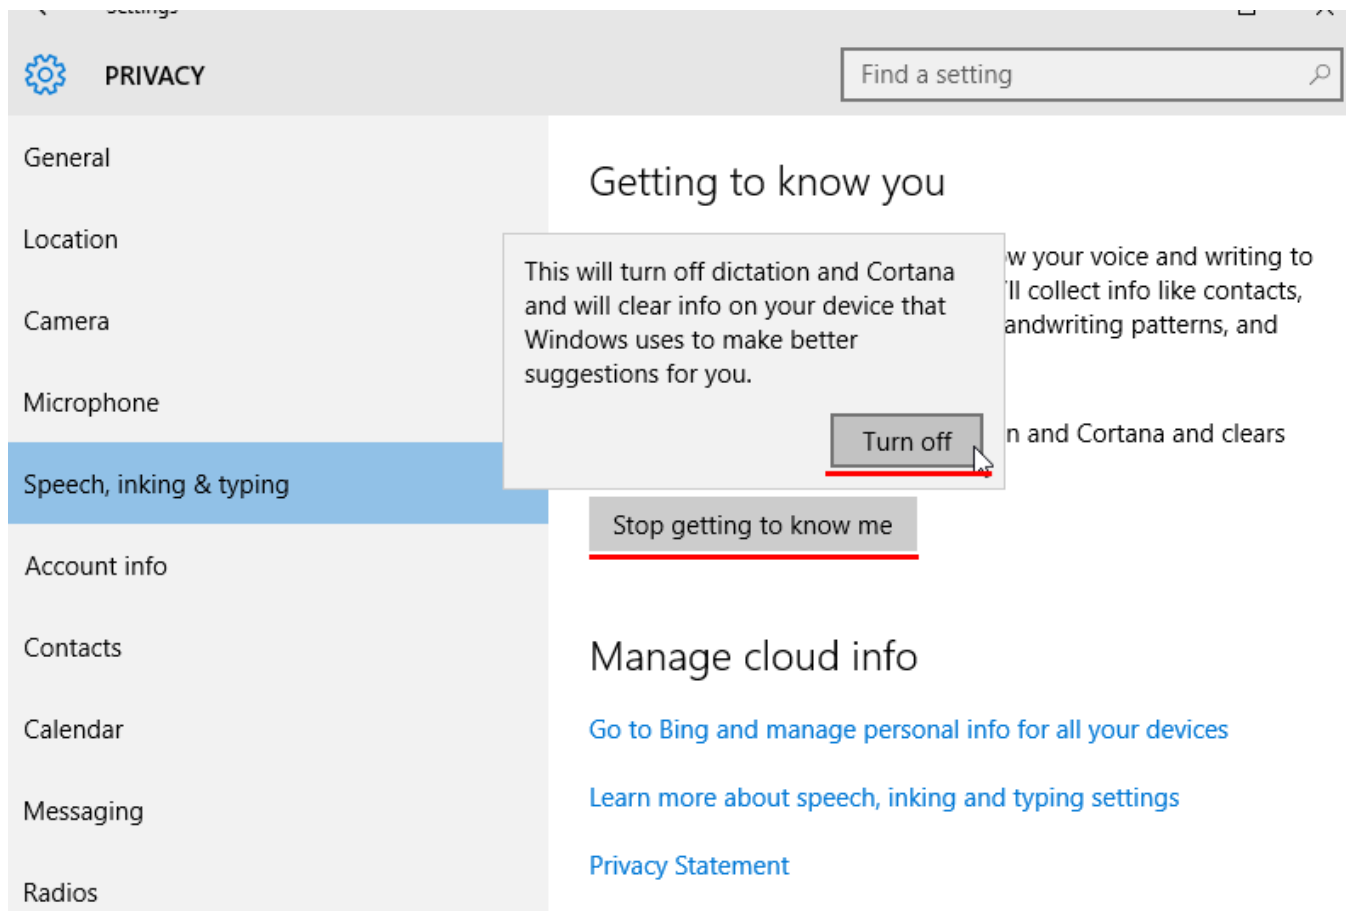 Settings
PRIVACY
Find a setting
General
Location
Camera
Microphone
Speech, inking & typing
Account info
Contacts
Calendar
Messaging
Radios
Getting to know you
w your voice and writing to
'll collect info like contacts,
andwriting patterns, and
n and Cortana and clears
This will turn off dictation and Cortana
and will clear info on your device that
Windows uses to make better
suggestions for you.
Turn off
Stop getting to know me
Manage cloud info
Go to Bing and manage personal info for all your devices
Learn more about speech, inking and typing settings
Privacy Statement